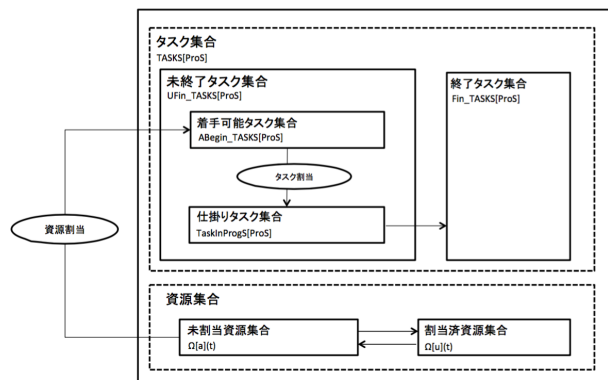 タスク集合
TASKS[ProS]
未終了タスク集合
UFin_TASKS[ProS]
終了タスク集合
Fin_TASKS[ProS]
着手可能タスク集合
ABegin_TASKS[ProS]
タスク割当
仕掛りタスク集合
TaskInProgS[ProS]
資源割当
資源集合
未割当資源集合
Ω[a](t)
割当済資源集合
Ω[u](t)